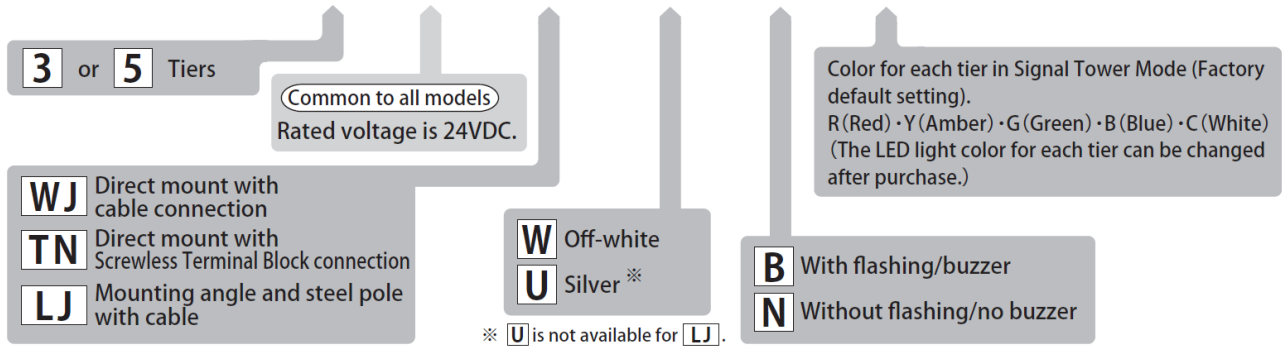 3 or 5 Tiers
Common to all models
Rated voltage is 24VDC.
WJ Direct mount with
cable connection
TN Direct mount with
Screwless Terminal Block connection
LJ Mounting angle and steel pole
with cable
W Off-white
U Silver ※
※ U is not available for LJ.
B With flashing/buzzer
N Without flashing/no buzzer
Color for each tier in Signal Tower Mode (Factory
default setting).
R(Red)・Y(Amber)・G(Green)・B(Blue)・C(White)
(The LED light color for each tier can be changed
after purchase.)